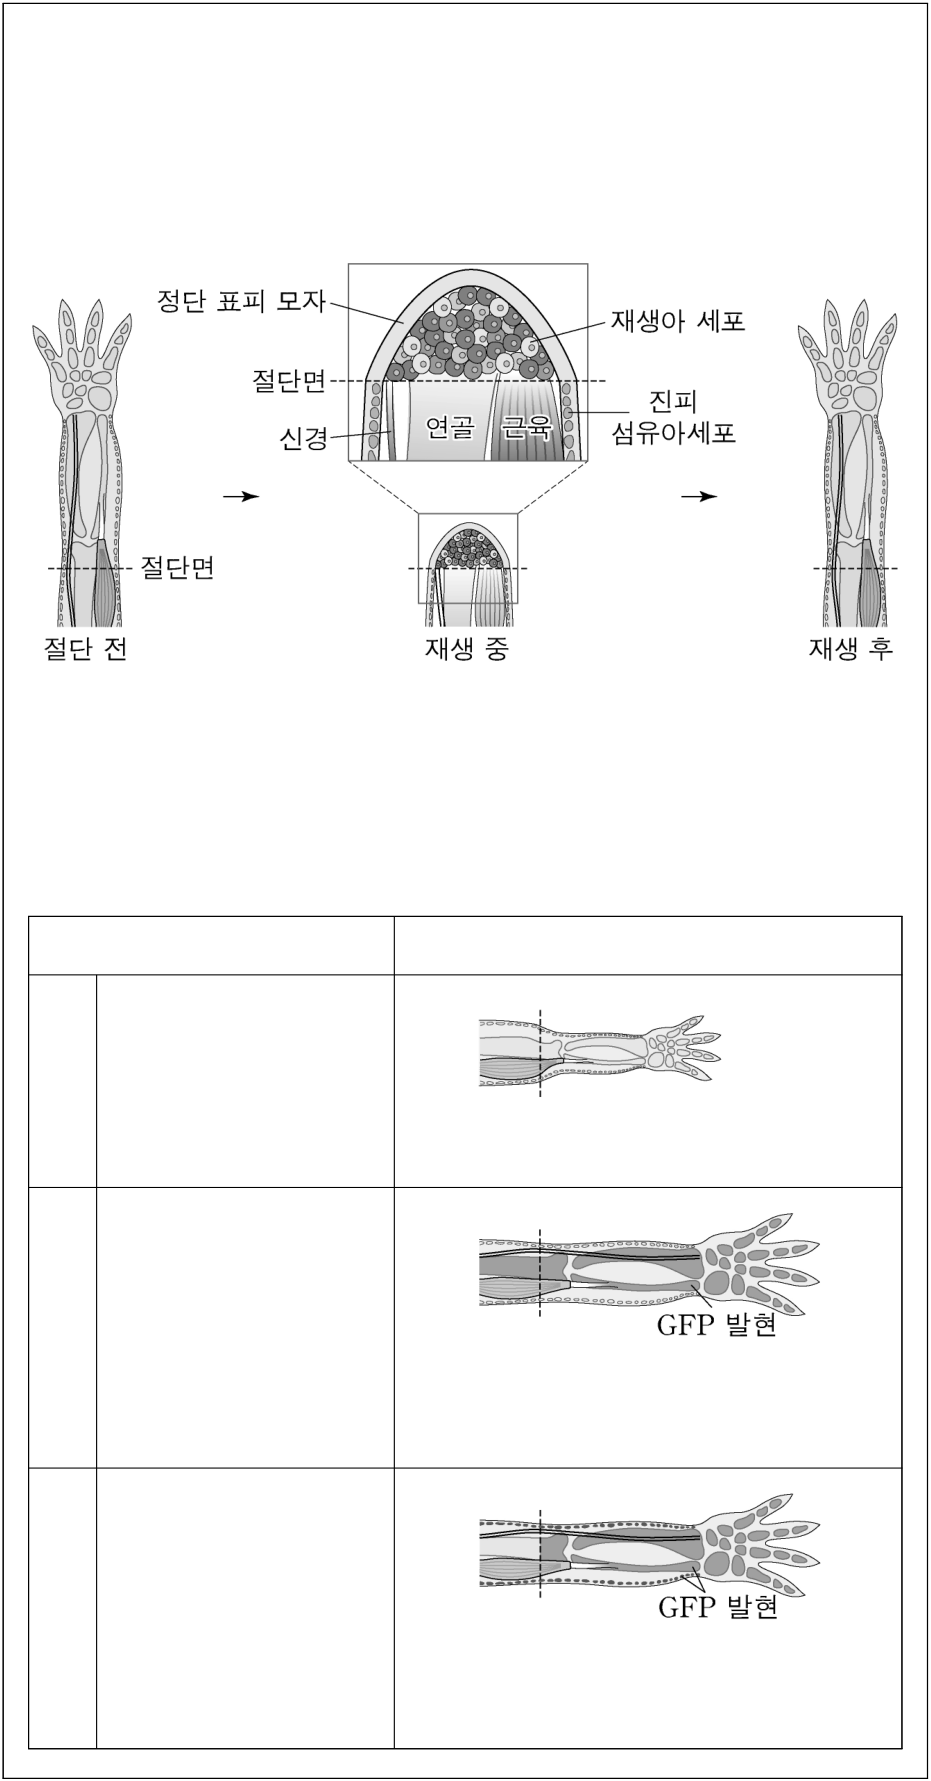 정단 표피 모자
재생아 세포
절단면
진피
섬유아세포
신경
연골
근육
절단면
절단 전
재생 중
재생 후
GFP 발현
GFP 발현